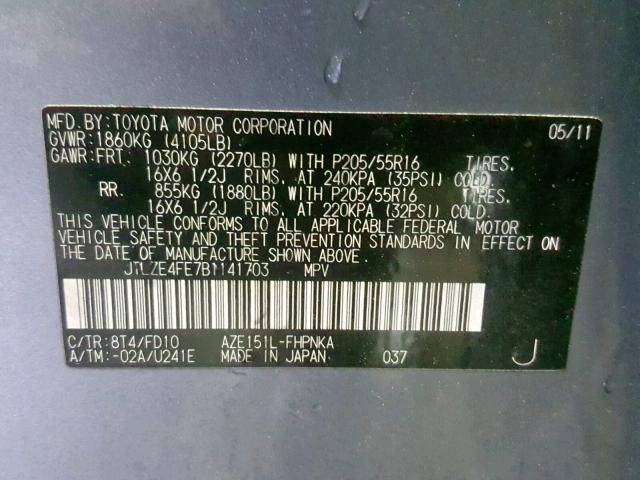 MFD.BY:TOYOTA MOTOR CORPORATION 05/11
GVWR:1860KG (4105LB)
GAWR:FRT. 1030KG (2270LB) WITH P205/55R16 TIRES.
16X6 1/2J RIMS, AT 240KPA (35PSI) COLD.
RR. 855KG (1880LB) WITH P205/55R16 TIRES.
16X6 1/2J RIMS, AT 220KPA (32PSI) COLD.
THIS VEHICLE CONFORMS TO ALL APPLICABLE FEDERAL MOTOR
VEHICLE SAFETY AND THEFT PREVENTION STANDARDS IN EFFECT ON
THE DATE OF MANUFACTURE SHOWN ABOVE.
JTLZE4FE7B1141703 MPV
C/TR:8T4/FD10 AZE151L-FHPNKA
A/TM:-02A/U241E MADE IN JAPAN 037 J